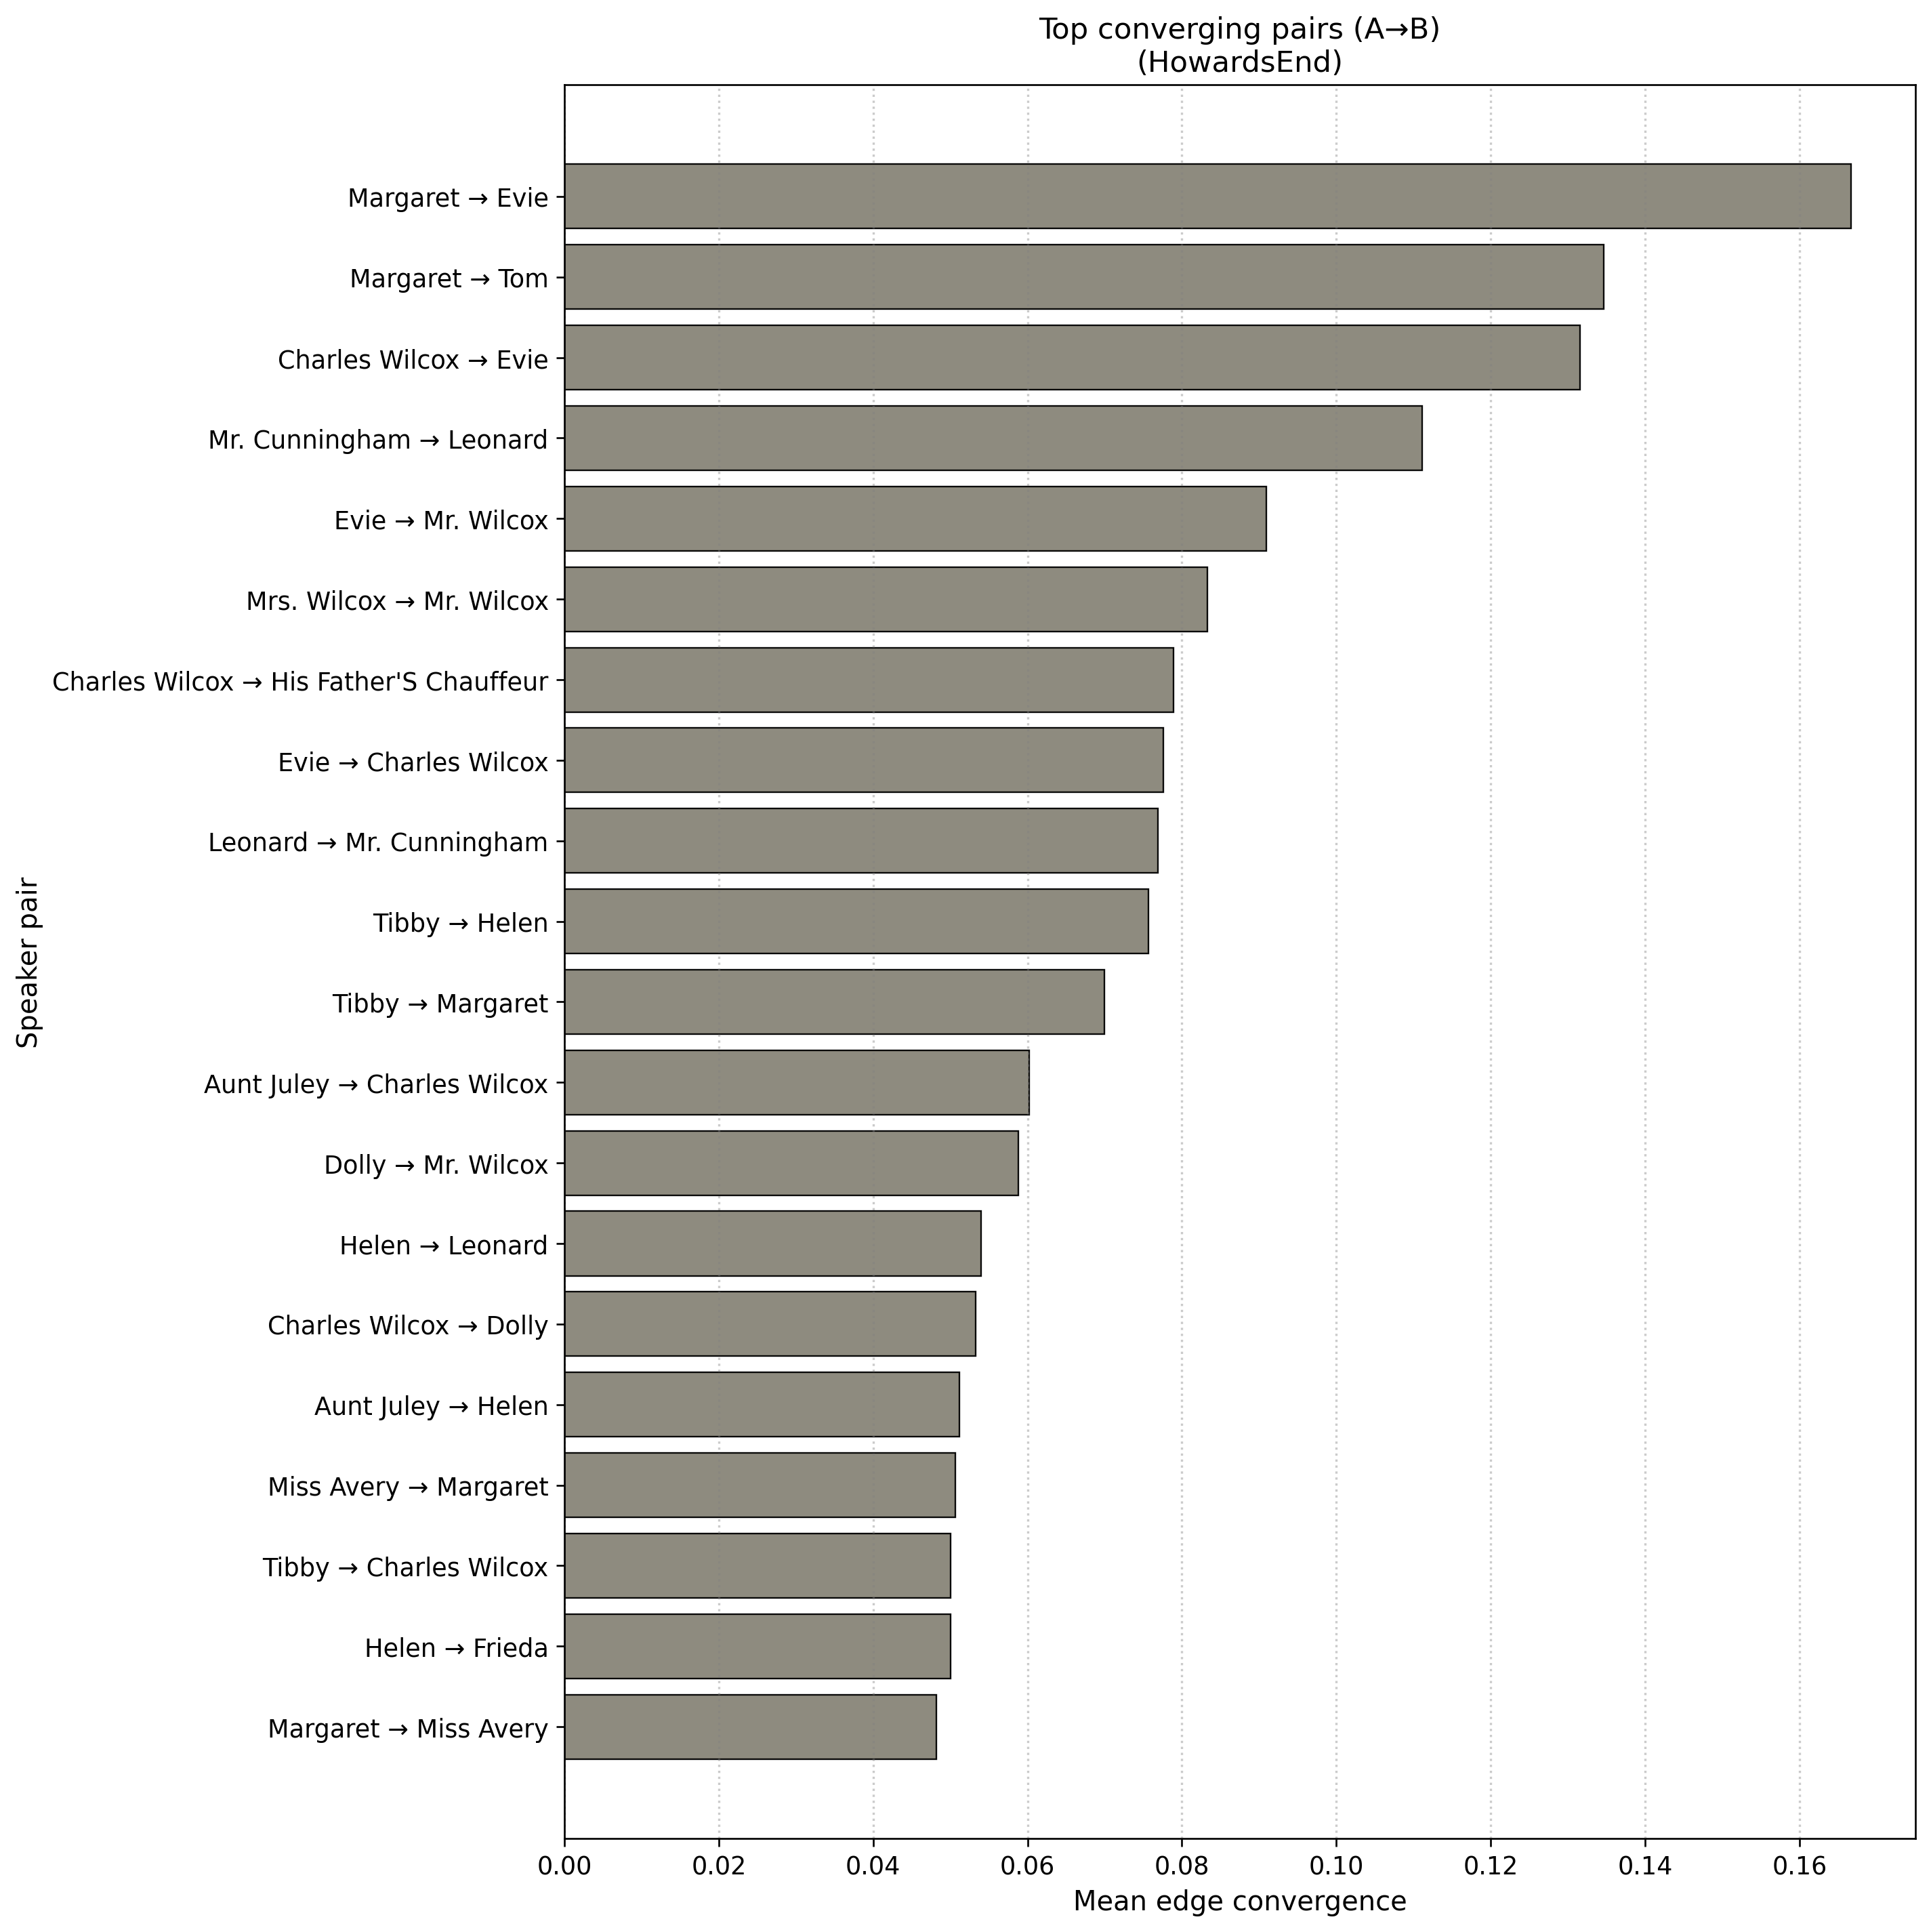 Top converging pairs (A→B)
(HowardsEnd)
Speaker pair
Margaret → Evie
Margaret → Tom
Charles Wilcox → Evie
Mr. Cunningham → Leonard
Evie → Mr. Wilcox
Mrs. Wilcox → Mr. Wilcox
Charles Wilcox → His Father'S Chauffeur
Evie → Charles Wilcox
Leonard → Mr. Cunningham
Tibby → Helen
Tibby → Margaret
Aunt Juley → Charles Wilcox
Dolly → Mr. Wilcox
Helen → Leonard
Charles Wilcox → Dolly
Aunt Juley → Helen
Miss Avery → Margaret
Tibby → Charles Wilcox
Helen → Frieda
Margaret → Miss Avery
0.00 0.02 0.04 0.06 0.08 0.10 0.12 0.14 0.16
Mean edge convergence